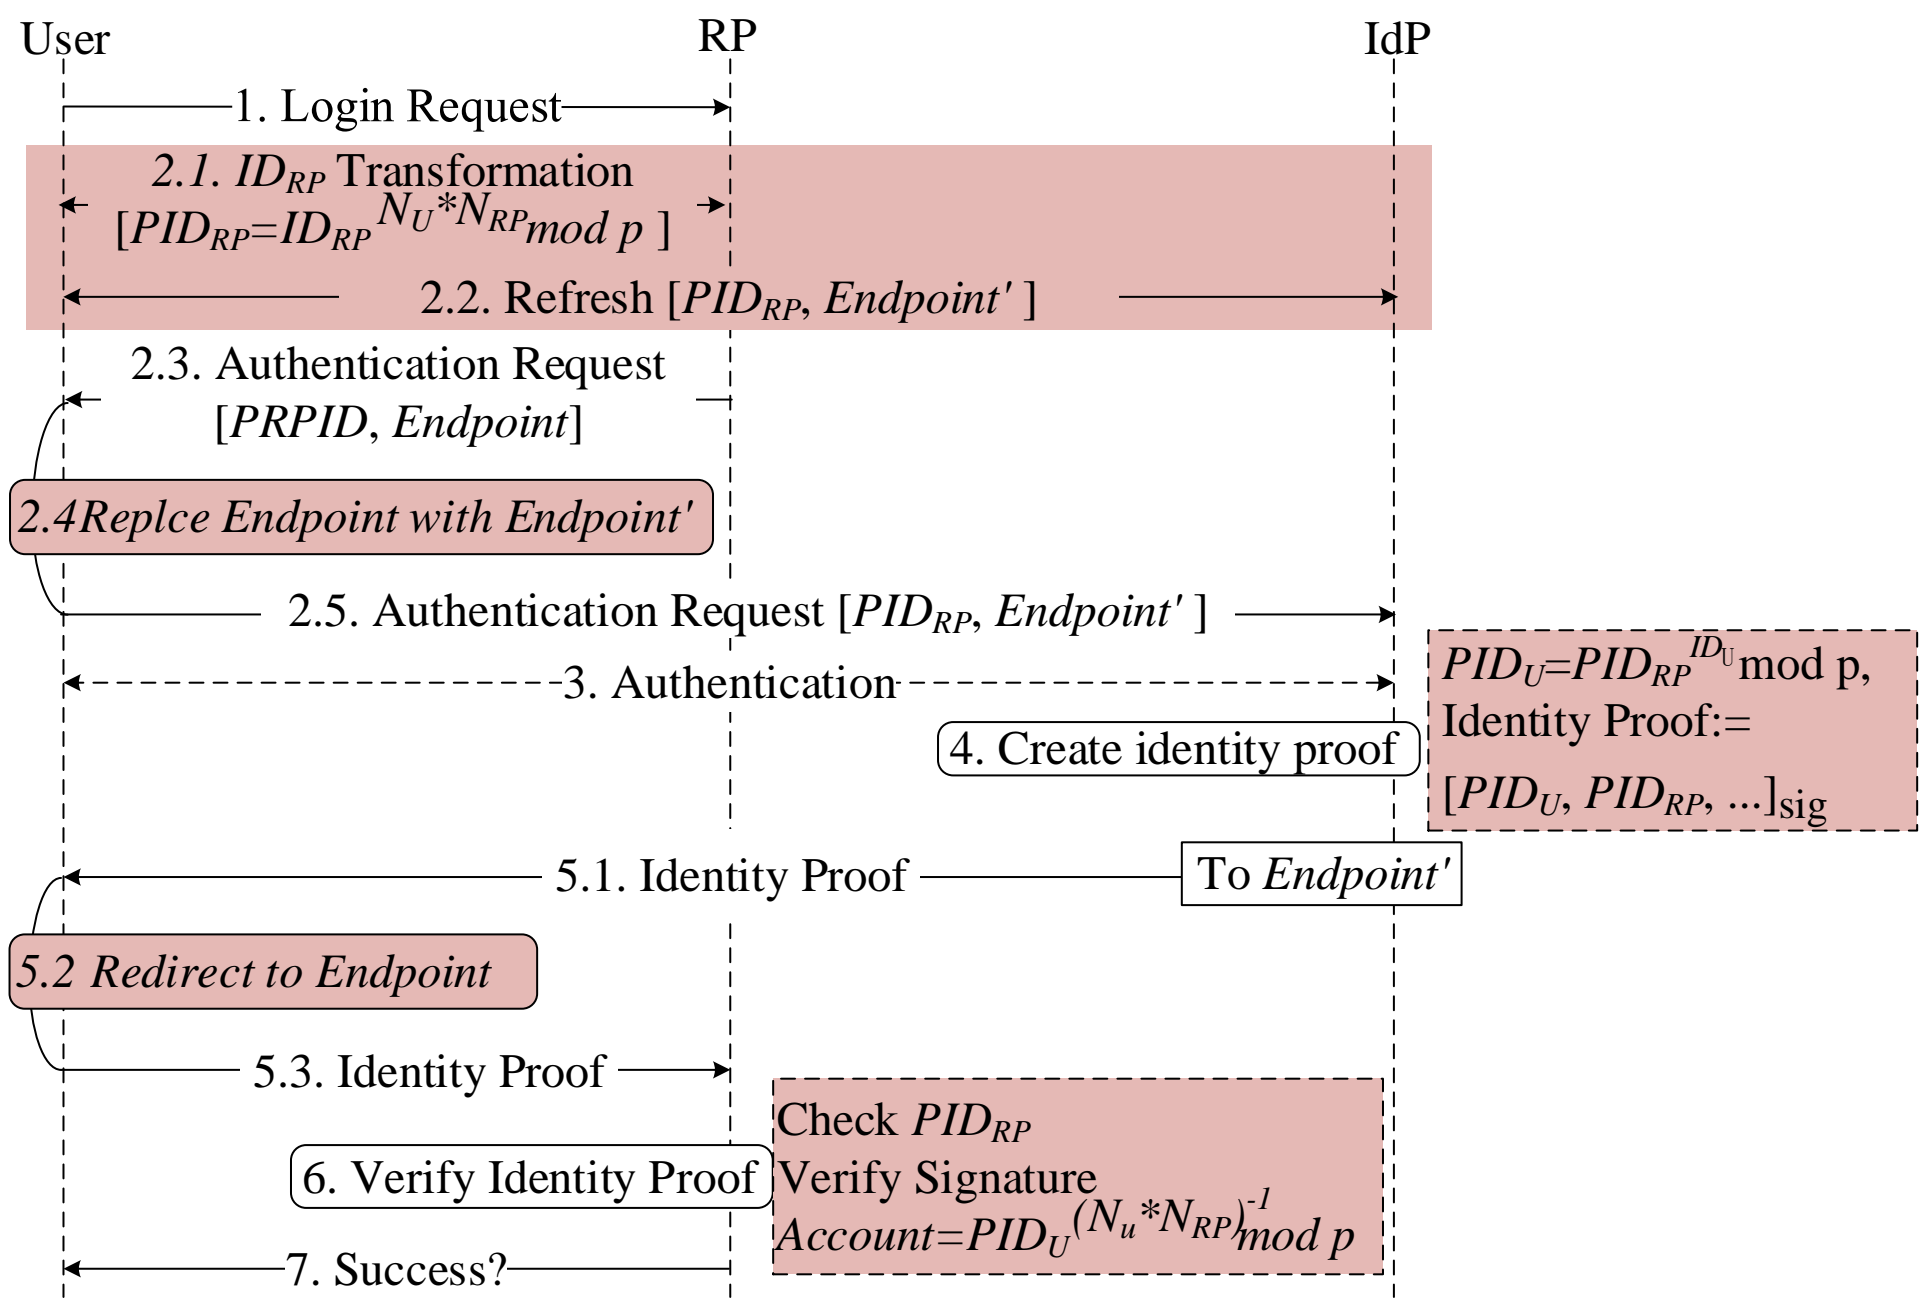 User RP IdP
1. Login Request
2.1. ID_RP Transformation
[PID_RP=ID_RP^N_U*N_RP mod p ]
2.2. Refresh [PID_RP, Endpoint' ]
2.3. Authentication Request
[PRPID, Endpoint]
2.4Replce Endpoint with Endpoint'
2.5. Authentication Request [PID_RP, Endpoint' ]
3. Authentication
PID_U=PID_RP^ID_U mod p,
Identity Proof:=
[PID_U, PID_RP, ...]_sig
4. Create identity proof
5.1. Identity Proof
To Endpoint'
5.2 Redirect to Endpoint
5.3. Identity Proof
6. Verify Identity Proof
Check PID_RP
Verify Signature
Account=PID_U^(N_u*N_RP)^-1 mod p
7. Success?